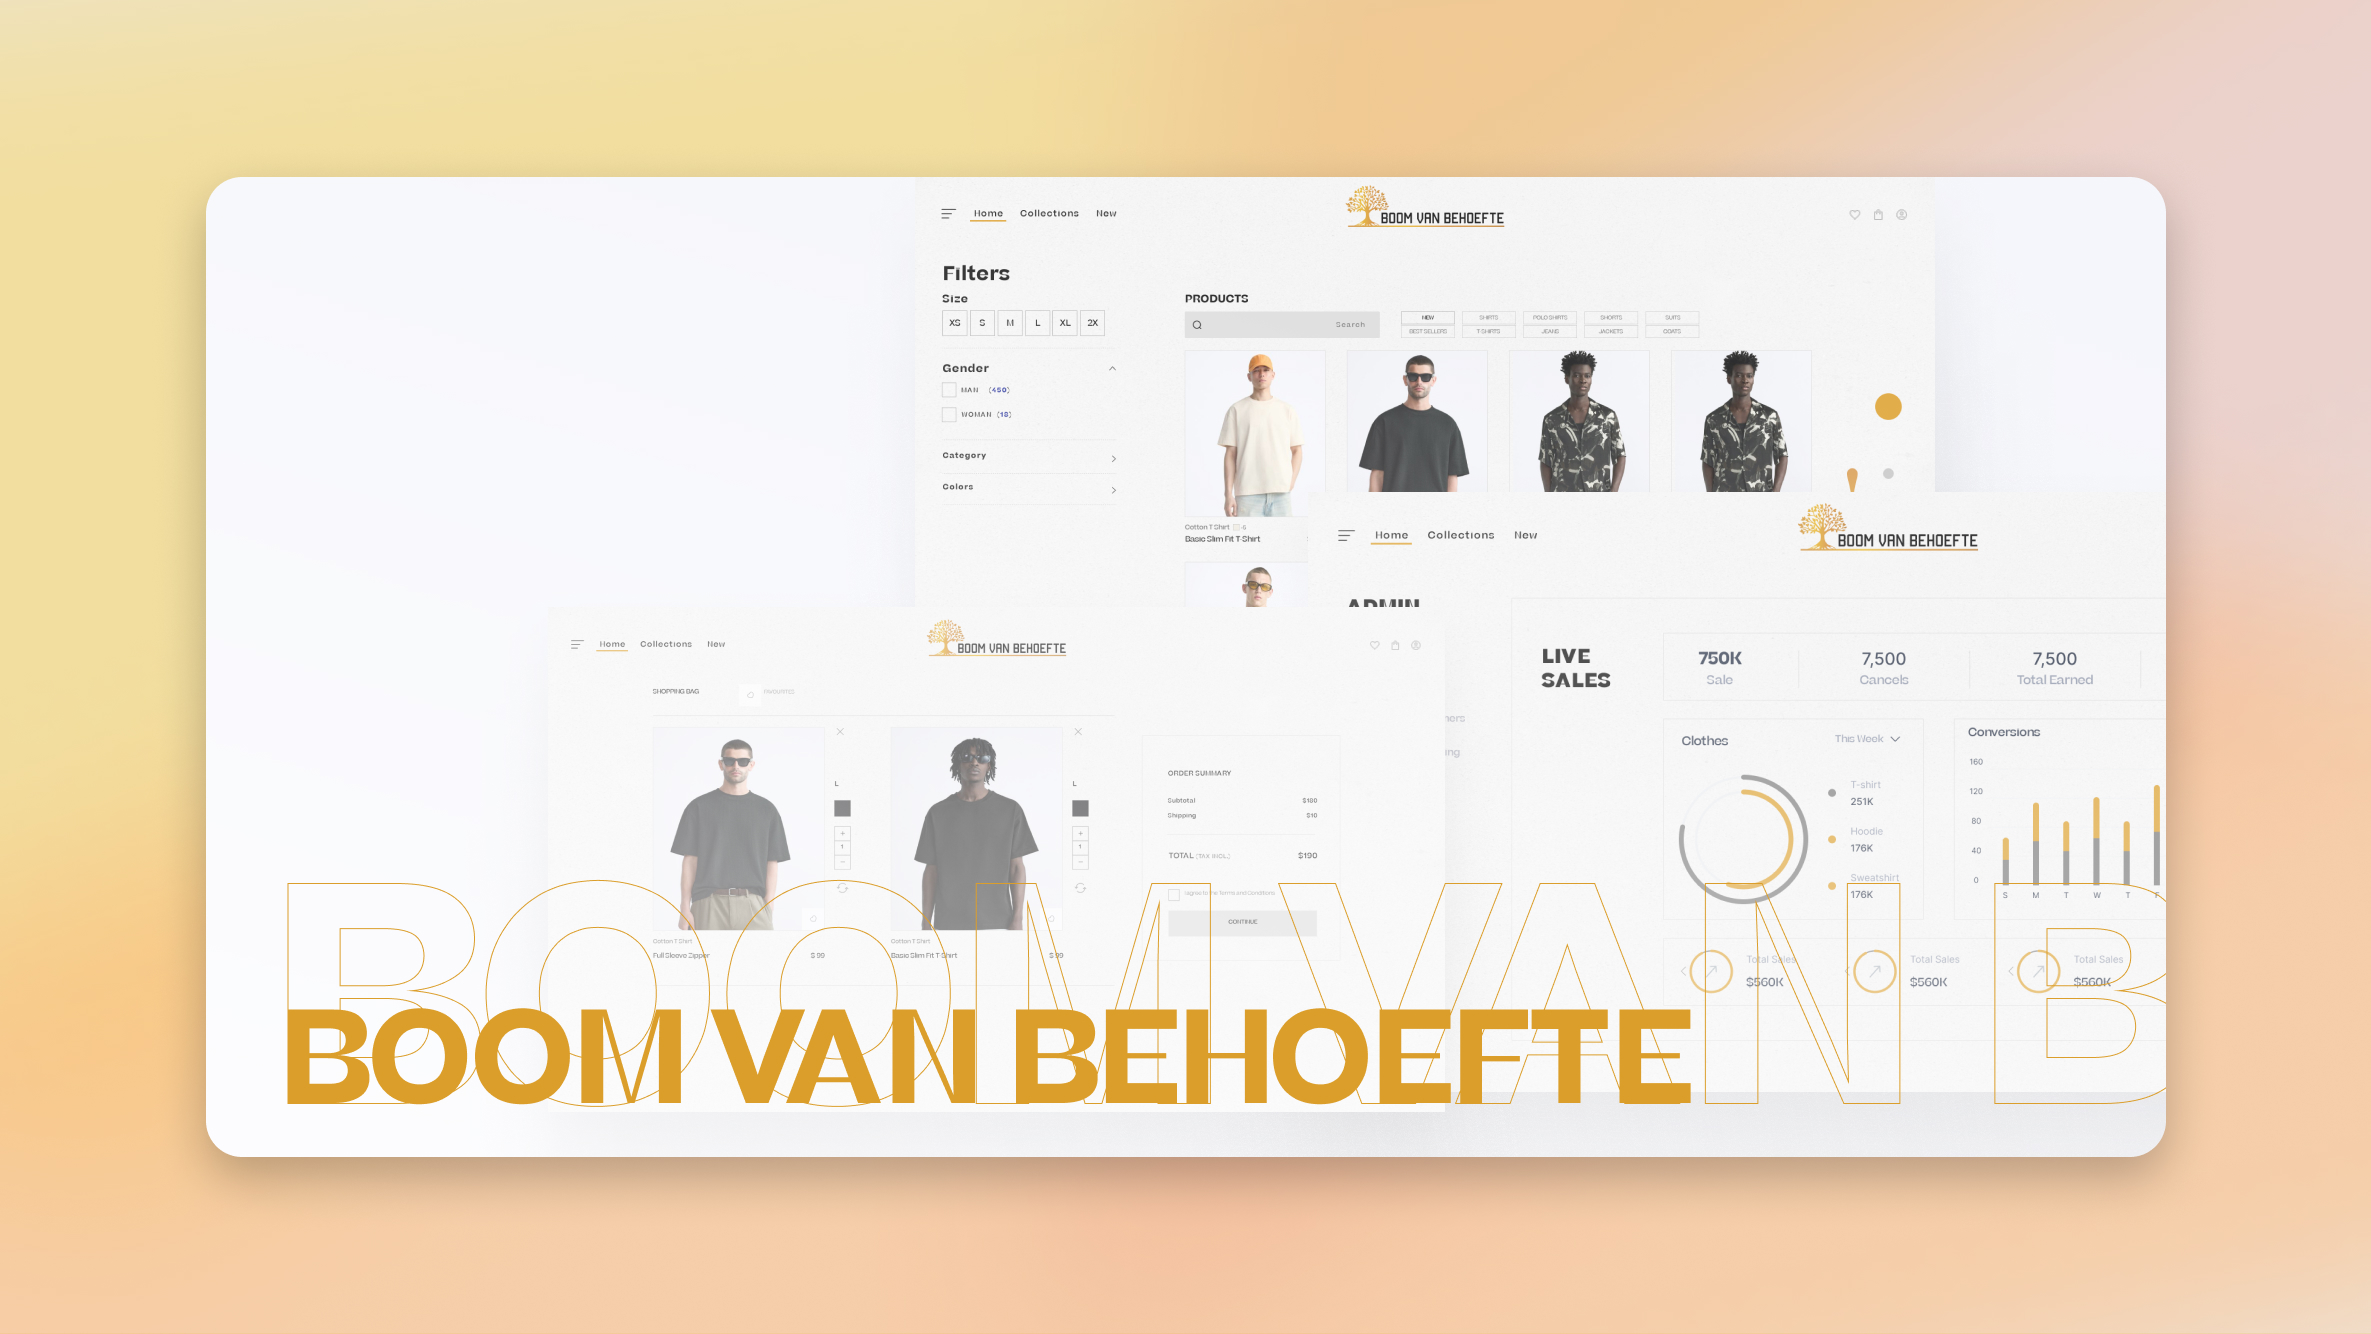 Home Collections New
BOOM VAN BEHOEFTE
Filters
Size
XS S M L XL 2X
Gender
MAN (450)
WOMAN (18)
Category
Colors
PRODUCTS
Search
NEW SHIRTS POLO SHIRTS SHORTS SUITS
BEST SELLERS T-SHIRTS JEANS JACKETS COATS
Cotton T Shirt -6
Basic Slim Fit T-Shirt
Home Collections New
BOOM VAN BEHOEFTE
ADMIN
LIVE
SALES
750K
Sale
7,500
Cancels
7,500
Total Earned
Clothes
This Week
T-shirt
251K
Hoodie
176K
Sweatshirt
176K
Conversions
160
120
80
40
0
S M T W T F
Total Sales
$560K
Total Sales
$560K
Total Sales
$560K
Home Collections New
BOOM VAN BEHOEFTE
SHOPPING BAG
FAVOURITES
L
+
1
-
L
+
1
-
Cotton T Shirt
Full Sleeve Zipper $ 99
Cotton T Shirt
Basic Slim Fit T-Shirt $ 99
ORDER SUMMARY
Subtotal $180
Shipping $10
TOTAL (TAX INCL.) $190
I agree to the Terms and Conditions
CONTINUE
BOOM VAN B
BOOM VAN BEHOEFTE